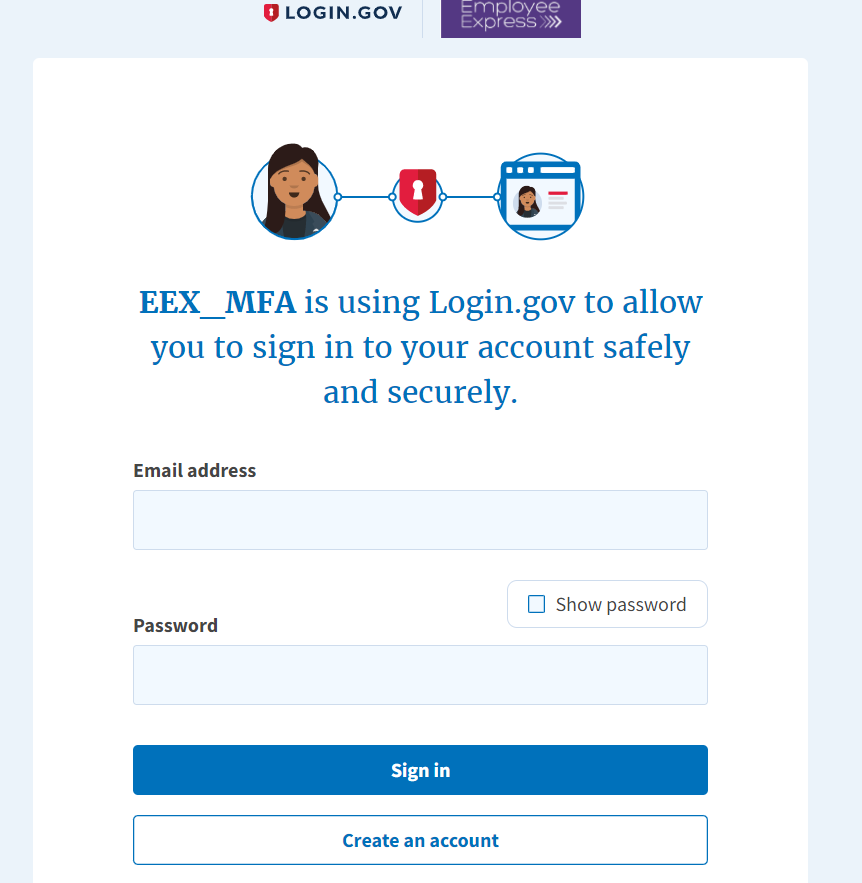 LOGIN.GOV
Employee
Express
EEX_MFA is using Login.gov to allow
you to sign in to your account safely
and securely.
Email address
Show password
Password
Sign in
Create an account